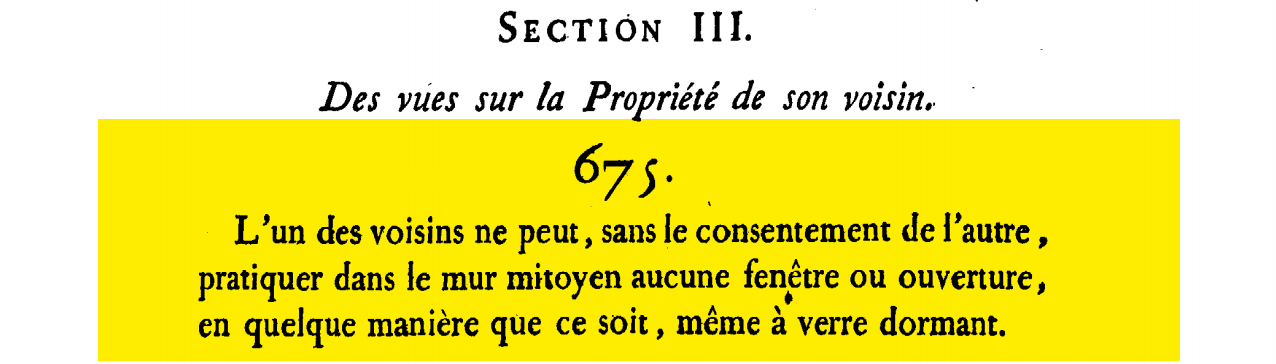 SECTION III.
Des vues sur la Propriété de son voisin.
675.
L'un des voisins ne peut, sans le consentement de l'autre,
pratiquer dans le mur mitoyen aucune fenêtre ou ouverture,
en quelque manière que ce soit, même à verre dormant.